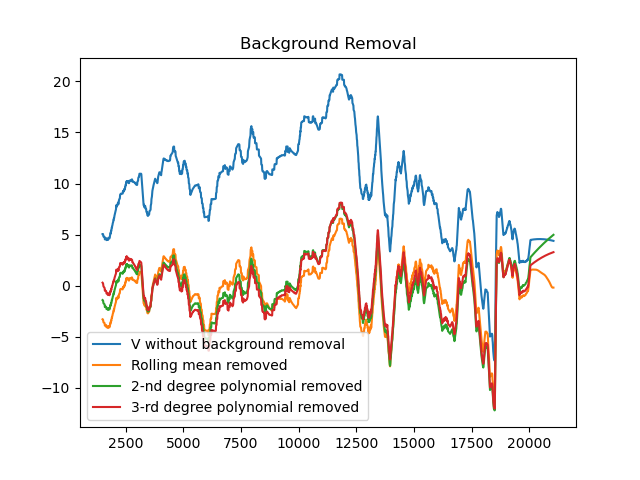 Background Removal
20
15
10
5
0
−5
−10
V without background removal
Rolling mean removed
2-nd degree polynomial removed
3-rd degree polynomial removed
2500 5000 7500 10000 12500 15000 17500 20000